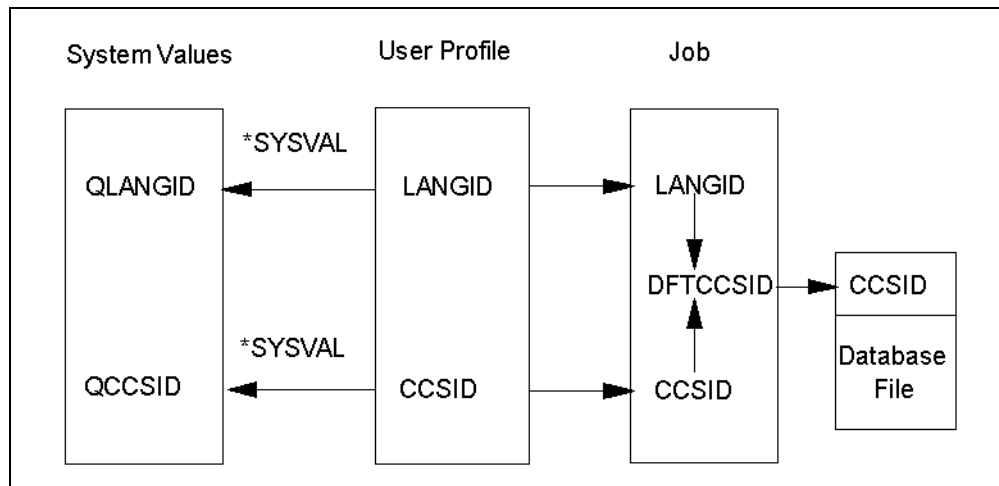 System Values
User Profile
Job
*SYSVAL
QLANGID
LANGID
LANGID
DFTCCSID
CCSID
*SYSVAL
Database
File
QCCSID
CCSID
CCSID